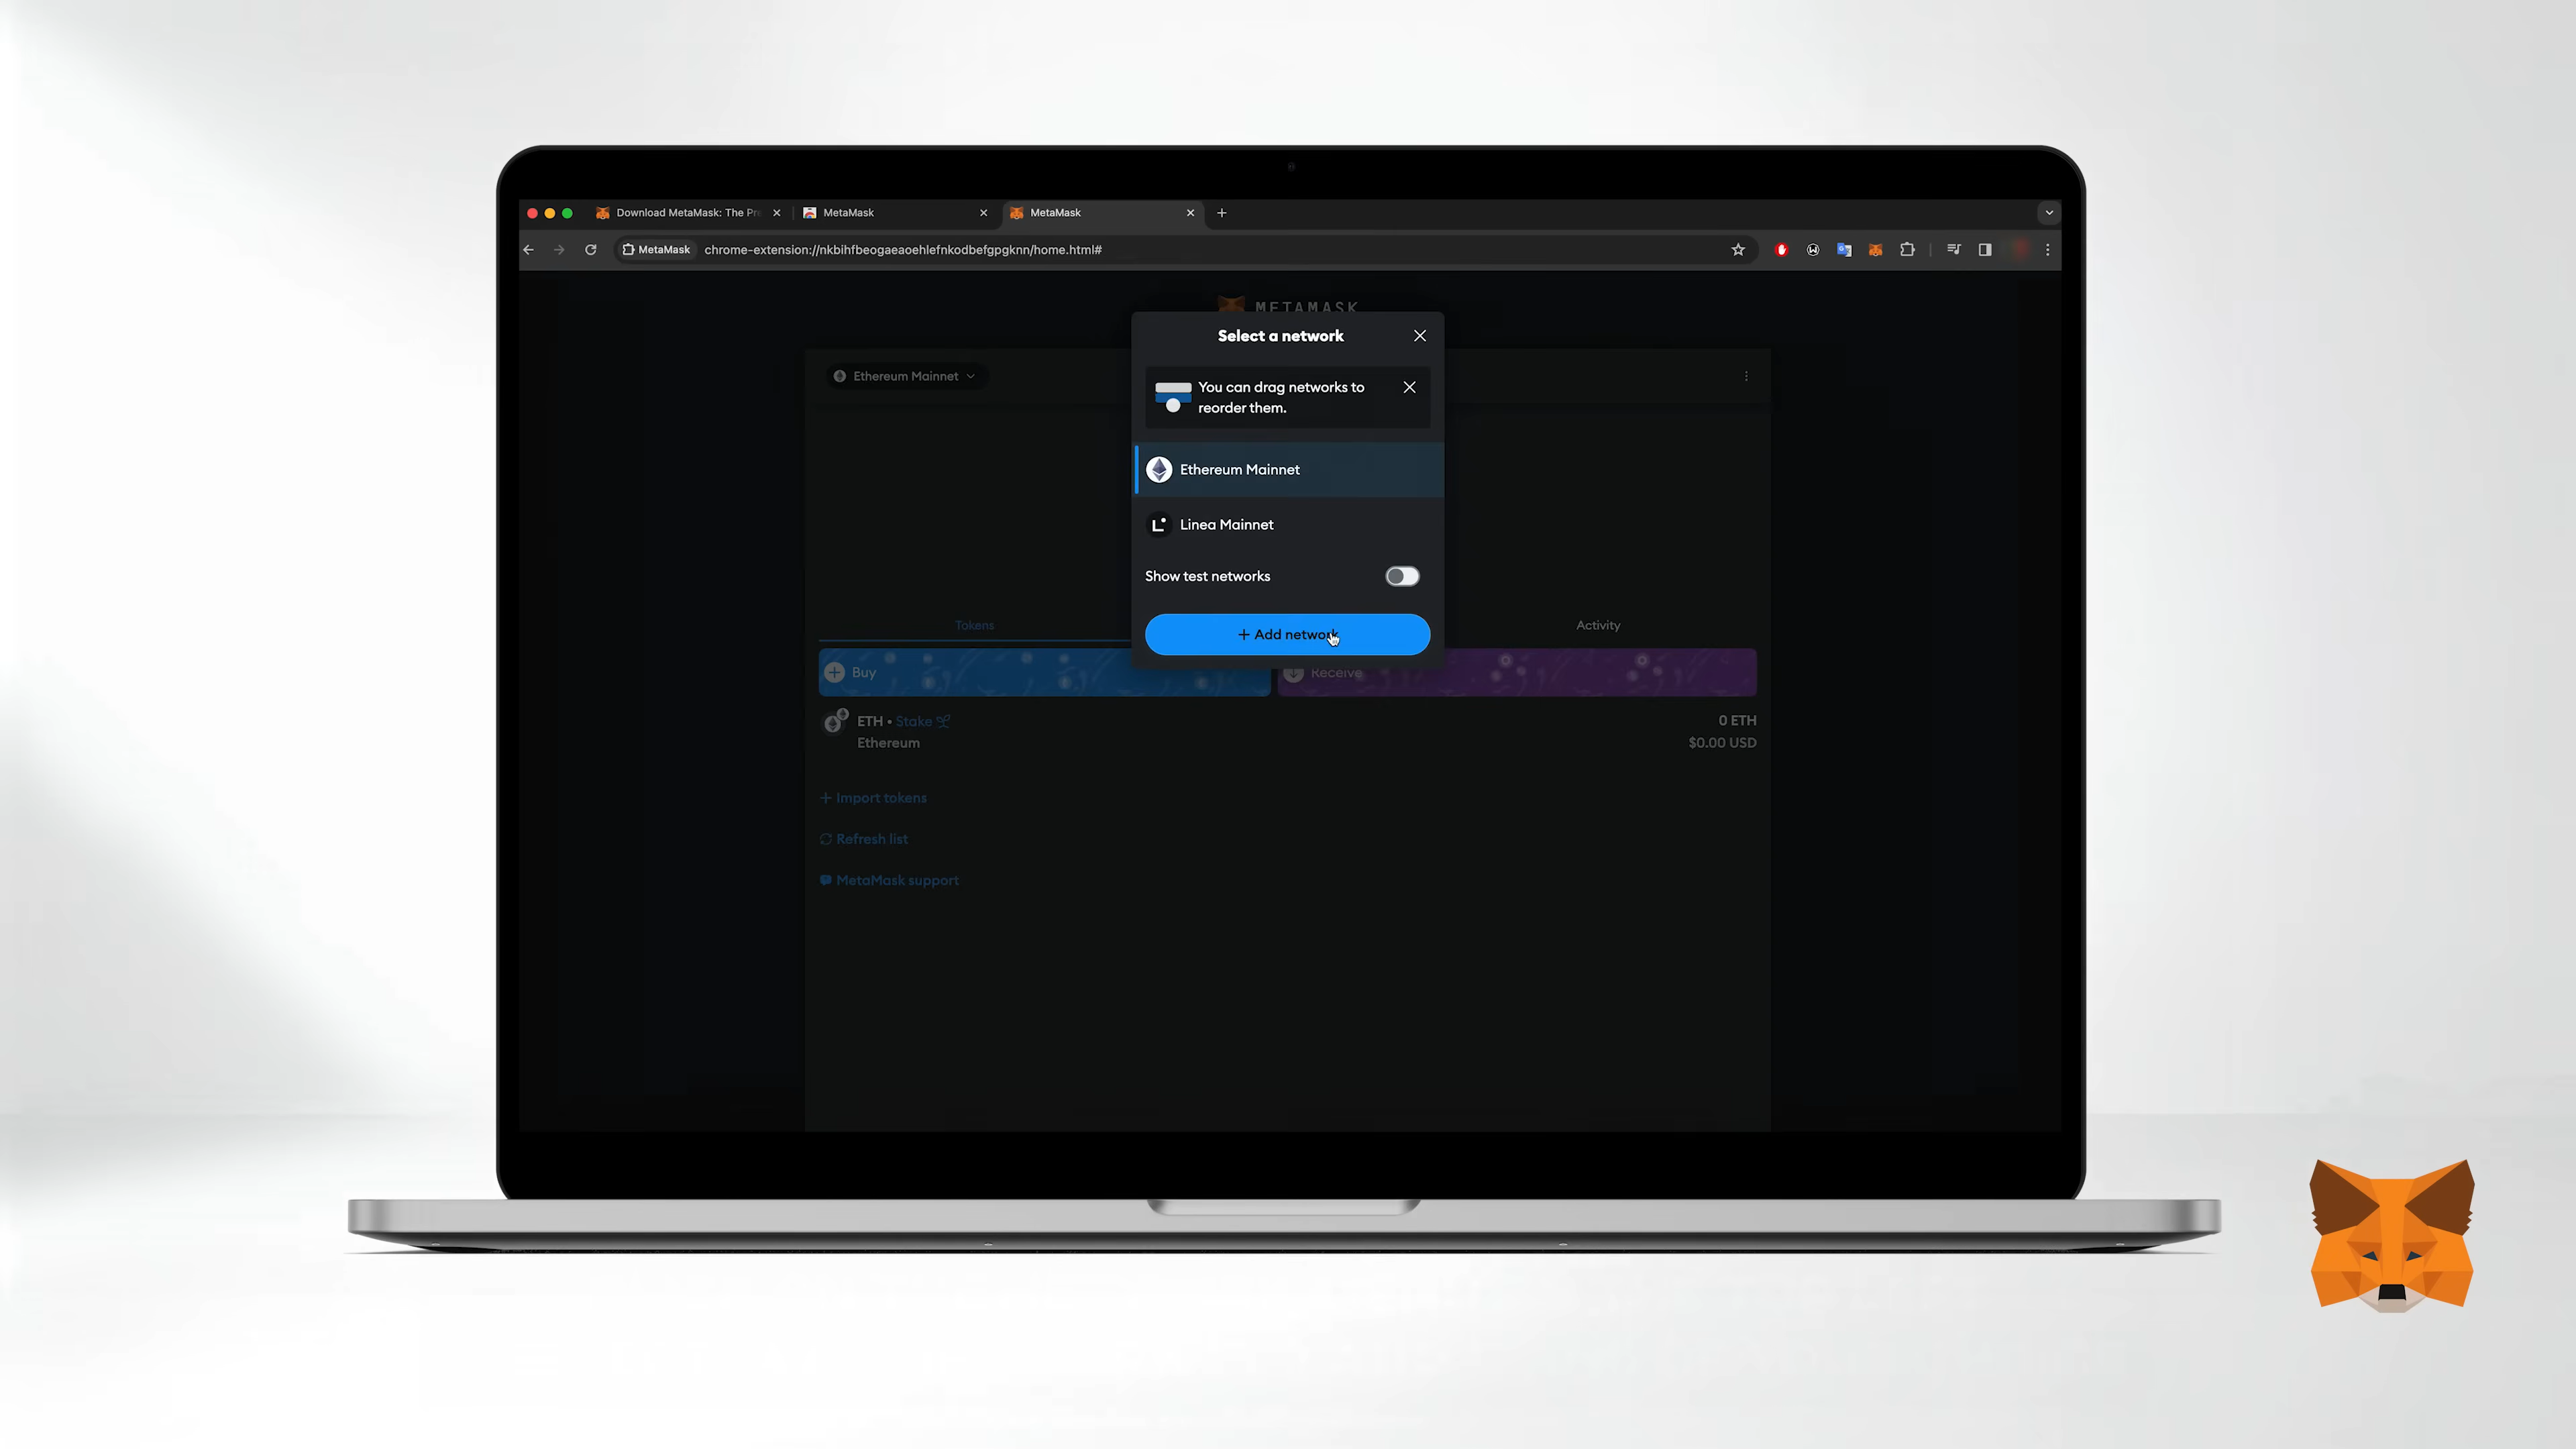 Download MetaMask: The Pr
MetaMask
MetaMask
MetaMask
chrome-extension://nkbihfbeogaeaoehlefnkodbefgpgknn/home.html#
METAMASK
Select a network
Ethereum Mainnet
You can drag networks to
reorder them.
Ethereum Mainnet
Linea Mainnet
Show test networks
Tokens
Activity
+ Add network
Buy
Receive
ETH • Stake
0 ETH
Ethereum
$0.00 USD
+ Import tokens
Refresh list
MetaMask support